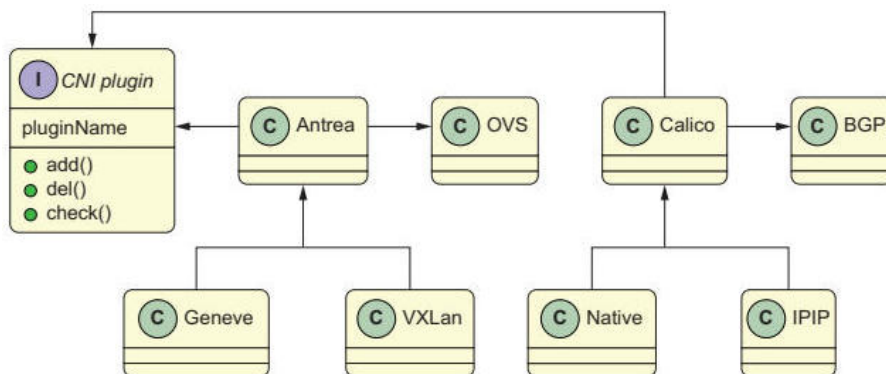 I CNI plugin
pluginName
add()
del()
check()
C Antrea
C OVS
C Calico
C BGP
C Geneve
C VXLan
C Native
C IPIP